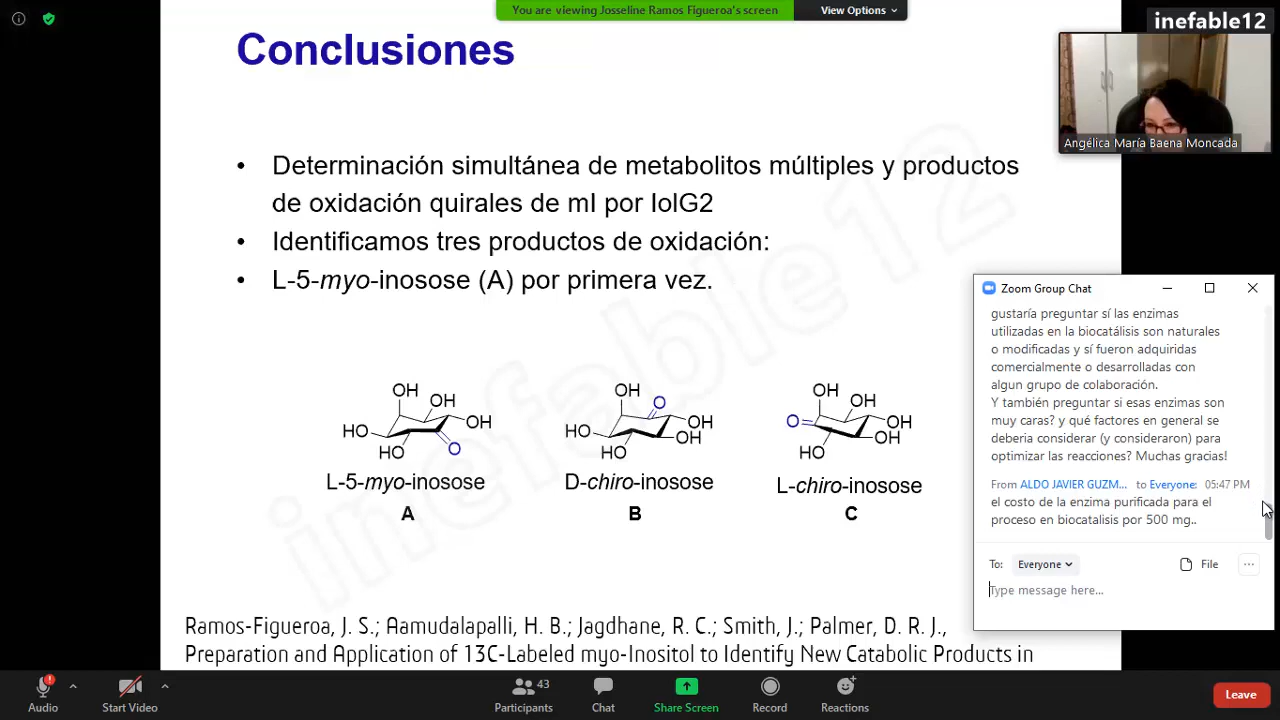 You are viewing Josseline Ramos Figueroa's screen
View Options
inefable12
Conclusiones
Angélica María Baena Moncada
• Determinación simultánea de metabolitos múltiples y productos
de oxidación quirales de mI por IolG2
• Identificamos tres productos de oxidación:
• L-5-myo-inosose (A) por primera vez.
inefable12
OH
OH
OH
HO
HO
O
L-5-myo-inosose
A
OH
O
OH
HO
OH
HO
D-chiro-inosose
B
OH
OH
O
OH
OH
HO
L-chiro-inosose
C
Ramos-Figueroa, J. S.; Aamudalapalli, H. B.; Jagdhane, R. C.; Smith, J.; Palmer, D. R. J.,
Preparation and Application of 13C-Labeled myo-Inositol to Identify New Catabolic Products in
Zoom Group Chat
gustaría preguntar sí las enzimas
utilizadas en la biocatálisis son naturales
o modificadas y sí fueron adquiridas
comercialmente o desarrolladas con
algun grupo de colaboración.
Y también preguntar si esas enzimas son
muy caras? y qué factores en general se
deberia considerar (y consideraron) para
optimizar las reacciones? Muchas gracias!
From ALDO JAVIER GUZM... to Everyone: 05:47 PM
el costo de la enzima purificada para el
proceso en biocatalisis por 500 mg..
To: Everyone File
Type message here...
Audio
Start Video
43
Participants
Chat
Share Screen
Record
Reactions
Leave